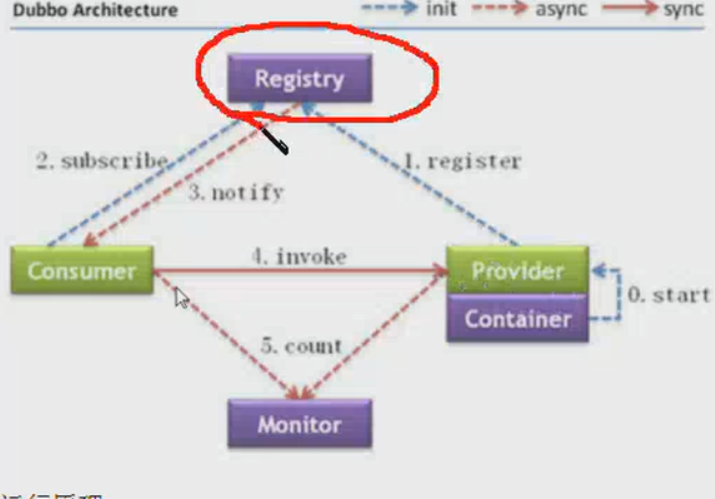 Dubbo Architecture
init
async
sync
Registry
2. subscribe
1. register
3. notify
4. invoke
Consumer
Provider
Container
0. start
5. count
Monitor